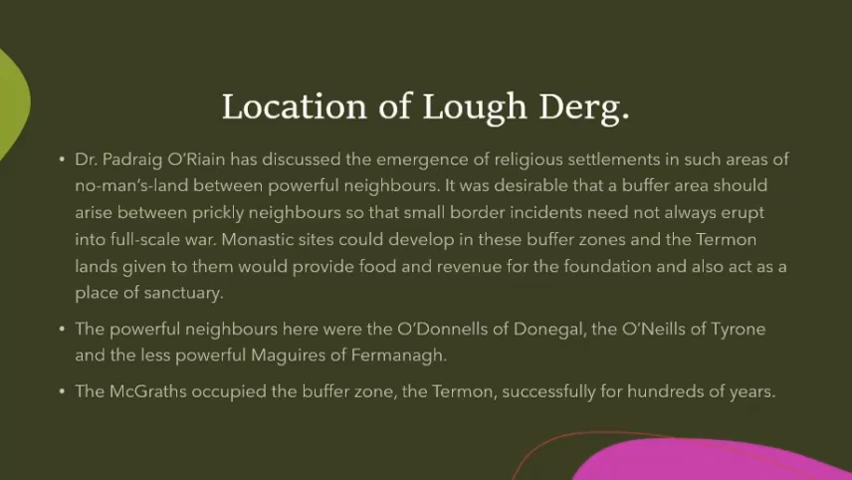 Location of Lough Derg.
• Dr. Padraig O'Riain has discussed the emergence of religious settlements in such areas of
no-man's-land between powerful neighbours. It was desirable that a buffer area should
arise between prickly neighbours so that small border incidents need not always erupt
into full-scale war. Monastic sites could develop in these buffer zones and the Termon
lands given to them would provide food and revenue for the foundation and also act as a
place of sanctuary.
• The powerful neighbours here were the O'Donnells of Donegal, the O'Neills of Tyrone
and the less powerful Maguires of Fermanagh.
• The McGraths occupied the buffer zone, the Termon, successfully for hundreds of years.